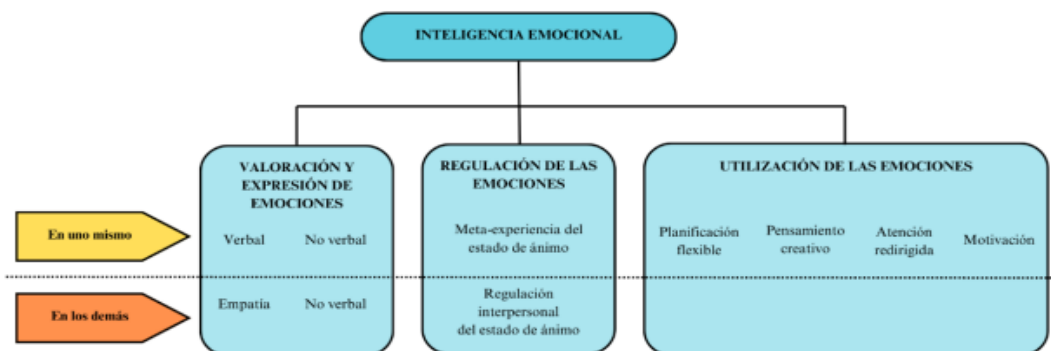 INTELIGENCIA EMOCIONAL
VALORACIÓN Y
EXPRESIÓN DE
EMOCIONES
REGULACIÓN DE LAS
EMOCIONES
UTILIZACIÓN DE LAS EMOCIONES
En uno mismo
Verbal
No verbal
Meta-experiencia del
estado de ánimo
Planificación
flexible
Pensamiento
creativo
Atención
redirigida
Motivación
En los demás
Empatía
No verbal
Regulación
interpersonal
del estado de ánimo